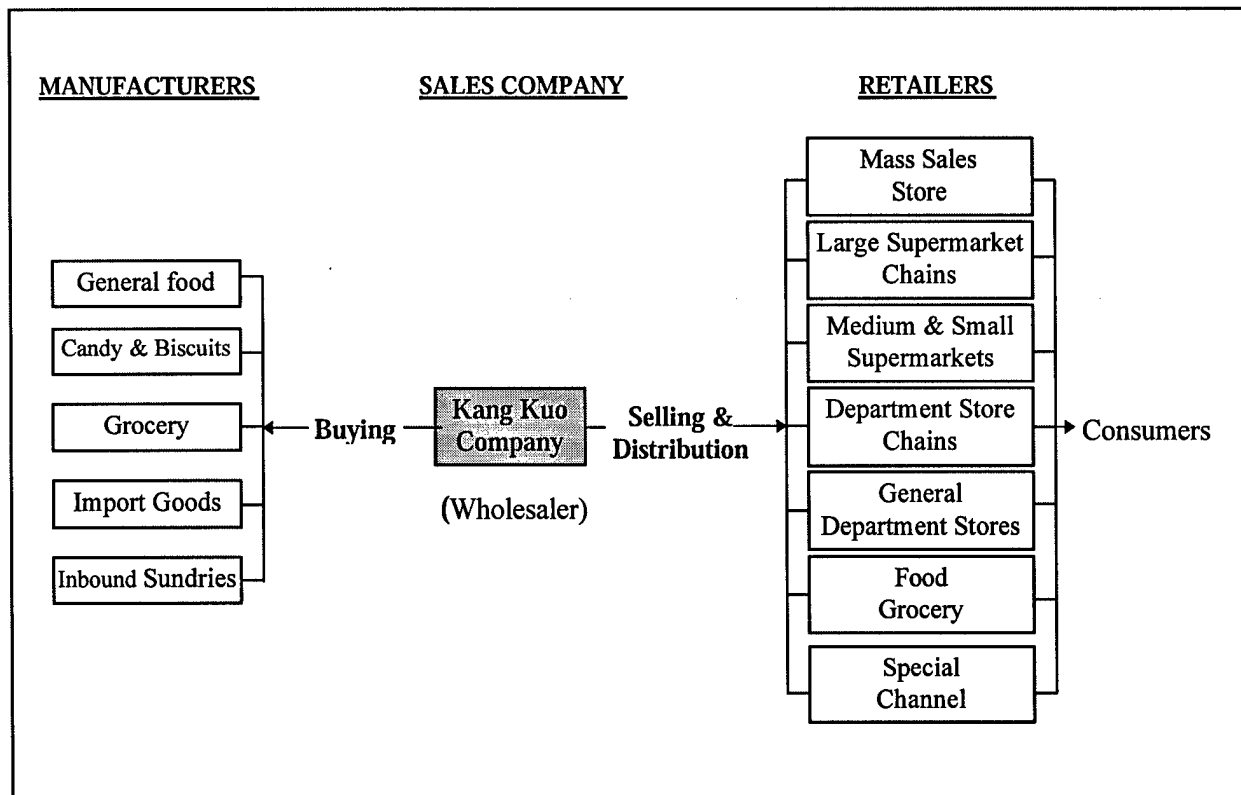 MANUFACTURERS
SALES COMPANY
RETAILERS
General food
Candy & Biscuits
Grocery
Import Goods
Inbound Sundries
Buying
Kang Kuo
Company
(Wholesaler)
Selling &
Distribution
Mass Sales
Store
Large Supermarket
Chains
Medium & Small
Supermarkets
Department Store
Chains
General
Department Stores
Food
Grocery
Special
Channel
Consumers